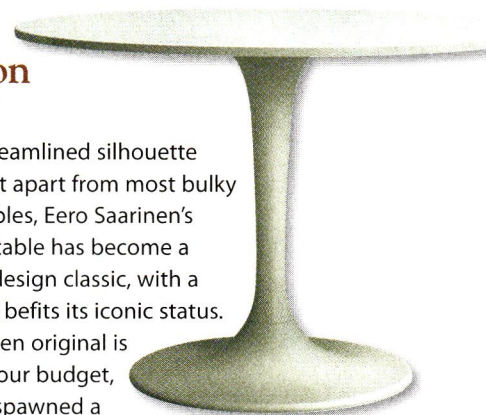 on
eamlined silhouette
t apart from most bulky
bles, Eero Saarinen's
table has become a
design classic, with a
befits its iconic status.
en original is
our budget,
spawned a